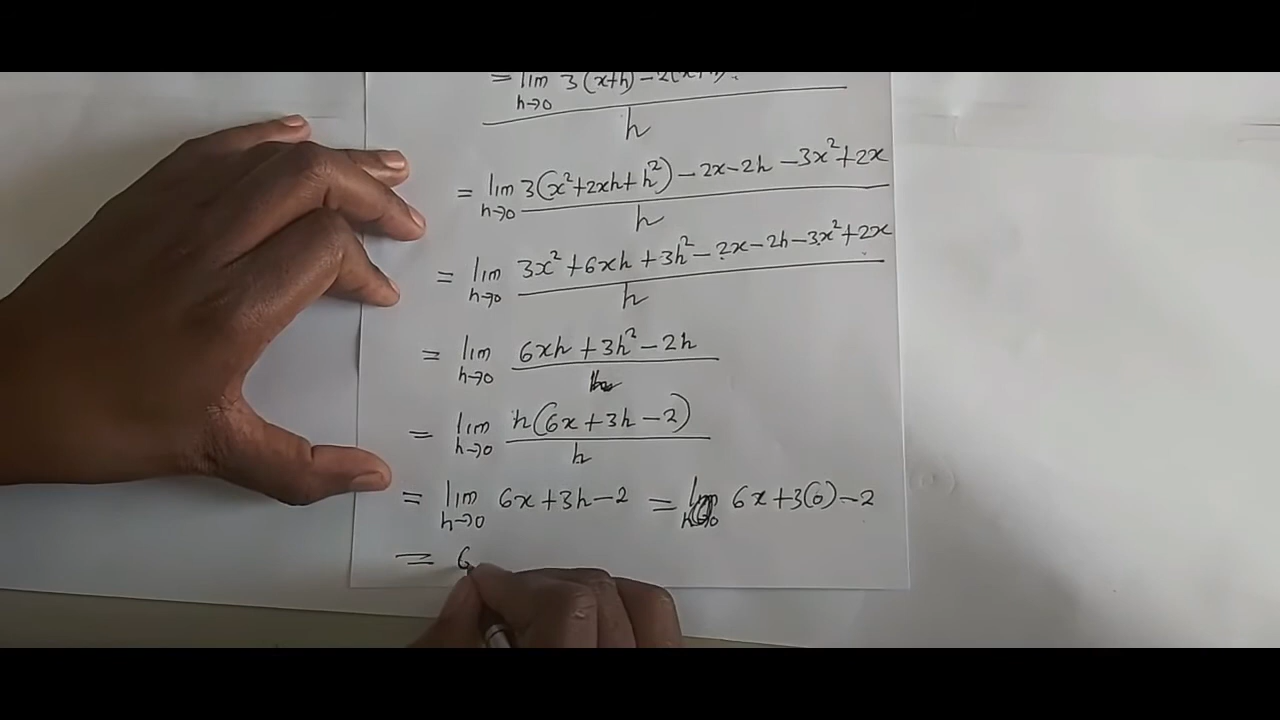 = lim 3(x+h) - 2(x+h)
h→0
h
= lim 3(x²+2xh+h²) - 2x - 2h - 3x² + 2x
h→0
h
= lim 3x² + 6xh + 3h² - 2x - 2h - 3x² + 2x
h→0
h
= lim 6xh + 3h² - 2h
h→0
h
= lim h(6x + 3h - 2)
h→0
h
= lim 6x + 3h - 2 = 6x + 3(0) - 2
h→0
= 6